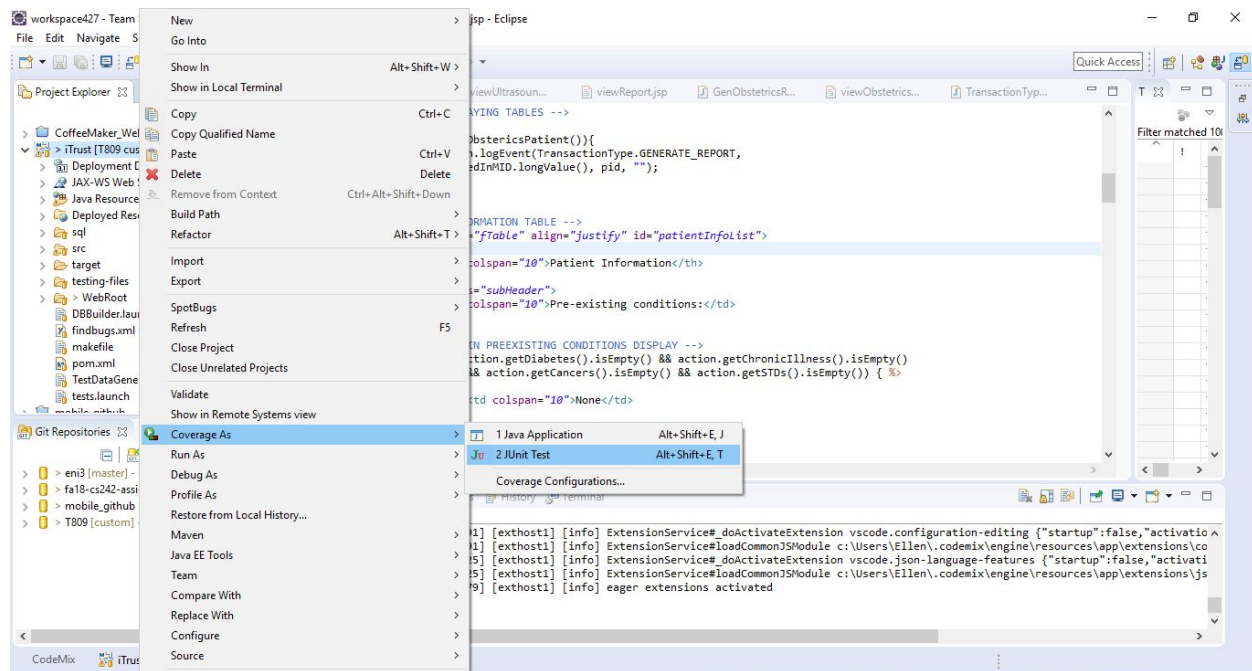 workspace427 - Team
jsp - Eclipse
File Edit Navigate S
Quick Access
Project Explorer
CoffeeMaker_Wel
> iTrust [T809 cus
Deployment D
JAX-WS Web
Java Resource
Deployed Res
sql
src
target
testing-files
> WebRoot
DBBuilder.lau
findbugs.xml
makefile
pom.xml
TestDataGene
tests.launch
Git Repositories
> eni3 [master] -
> fa18-cs242-assi
> mobile_github
> T809 [custom]
CodeMix
iTrus
New
Go Into
Show In Alt+Shift+W >
Show in Local Terminal >
Copy Ctrl+C
Copy Qualified Name
Paste Ctrl+V
Delete Delete
Remove from Context Ctrl+Alt+Shift+Down
Build Path >
Refactor Alt+Shift+T >
Import >
Export >
SpotBugs >
Refresh F5
Close Project
Close Unrelated Projects
Validate
Show in Remote Systems view
Coverage As >
Run As >
Debug As >
Profile As >
Restore from Local History...
Maven >
Java EE Tools >
Team >
Compare With >
Replace With >
Configure >
Source >
1 Java Application Alt+Shift+E, J
2 JUnit Test Alt+Shift+E, T
Coverage Configurations...
viewUltrasoun... viewReport.jsp GenObstetricsR... viewObstetrics... TransactionTyp...
AYING TABLES -->
ObstericsPatient()){
n.logEvent(TransactionType.GENERATE_REPORT,
edInMID.longValue(), pid, "");
ORMATION TABLE -->
="fTable" align="justify" id="patientInfoList">
colspan="10">Patient Information</th>
s="subHeader">
colspan="10">Pre-existing conditions:</td>
IN PREEXISTING CONDITIONS DISPLAY -->
ction.getDiabetes().isEmpty() && action.getChronicIllness().isEmpty()
&& action.getCancers().isEmpty() && action.getSTDs().isEmpty()) { %>
<td colspan="10">None</td>
History Terminal
[exthost1] [info] ExtensionService#_doActivateExtension vscode.configuration-editing {"startup":false,"activatio
[exthost1] [info] ExtensionService#loadCommonJSModule c:\Users\Ellen\.codemix\engine\resources\app\extensions\co
[exthost1] [info] ExtensionService#_doActivateExtension vscode.json-language-features {"startup":false,"activati
[exthost1] [info] ExtensionService#loadCommonJSModule c:\Users\Ellen\.codemix\engine\resources\app\extensions\js
[exthost1] [info] eager extensions activated
T
Filter matched 10
!